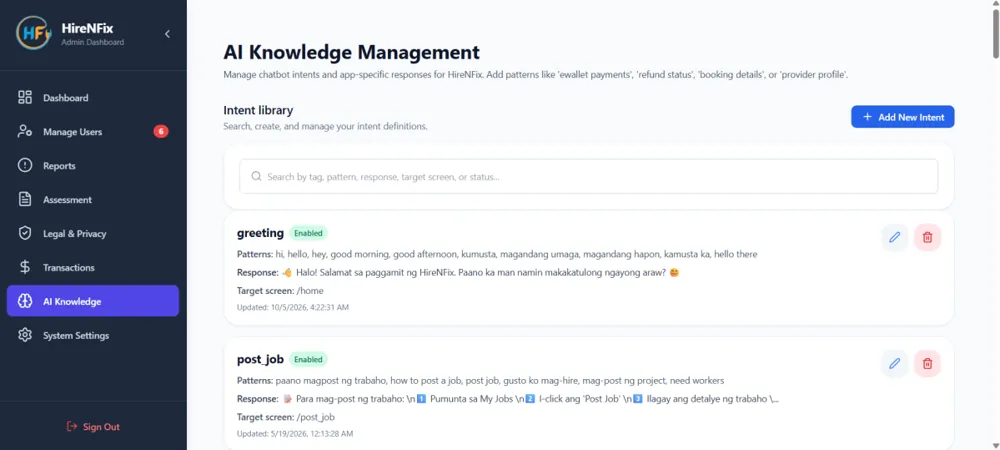 HireNFix
Admin Dashboard
Dashboard
Manage Users 6
Reports
Assessment
Legal & Privacy
Transactions
AI Knowledge
System Settings
Sign Out
AI Knowledge Management
Manage chatbot intents and app-specific responses for HireNFix. Add patterns like 'ewallet payments', 'refund status', 'booking details', or 'provider profile'.
Intent library
Search, create, and manage your intent definitions.
+ Add New Intent
Search by tag, pattern, response, target screen, or status...
greeting Enabled
Patterns: hi, hello, hey, good morning, good afternoon, kumusta, magandang umaga, magandang hapon, kamusta ka, hello there
Response: 👋 Halo! Salamat sa paggamit ng HireNFix. Paano ka man namin makakatulong ngayong araw? 😊
Target screen: /home
Updated: 10/5/2026, 4:22:31 AM
post_job Enabled
Patterns: paano magpost ng trabaho, how to post a job, post job, gusto ko mag-hire, mag-post ng project, need workers
Response: 📝 Para mag-post ng trabaho: \n1️⃣ Pumunta sa My Jobs \n2️⃣ I-click ang 'Post Job' \n3️⃣ Ilagay ang detalye ng trabaho \...
Target screen: /post_job
Updated: 5/19/2026, 12:13:28 AM